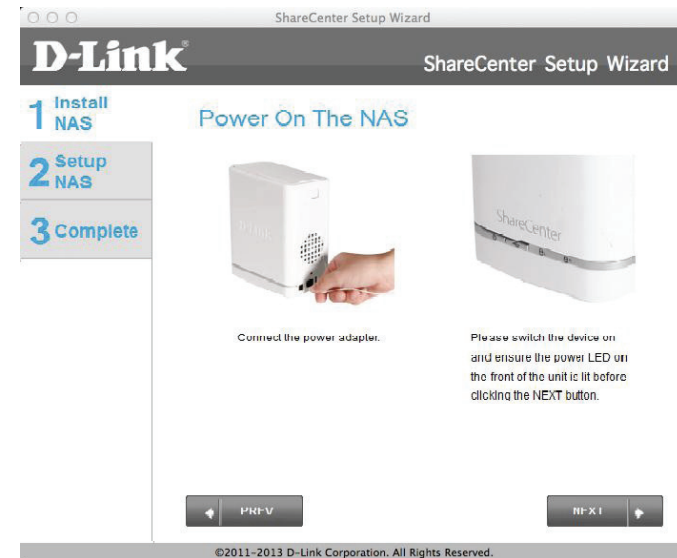 ShareCenter Setup Wizard
D-Link®
ShareCenter Setup Wizard
1 Install
NAS
2 Setup
NAS
3 Complete
Power On The NAS
D-Link
ShareCenter
Connect the power adapter.
Please switch the device on
and ensure the power LED on
the front of the unit is lit before
clicking the NEXT button.
PREV
NEXT
©2011-2013 D-Link Corporation. All Rights Reserved.